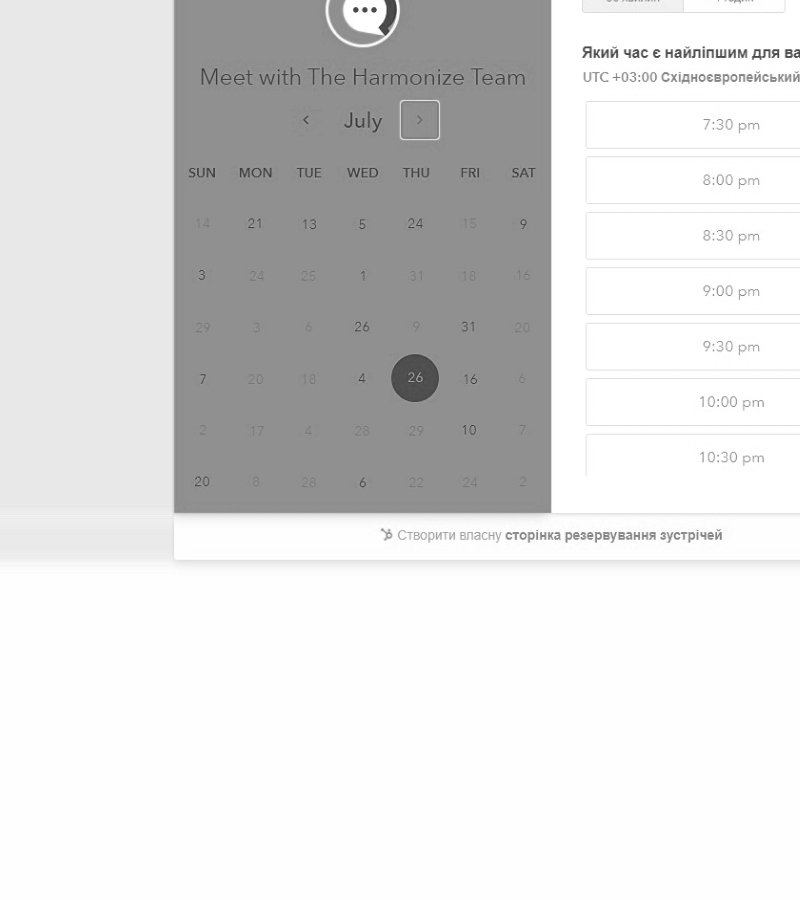 Meet with The Harmonize Team
July
SUN MON TUE WED THU FRI SAT
14 21 13 5 24 15 9
3 24 25 1 31 18 16
29 3 6 26 9 31 20
7 20 18 4 26 16 6
2 17 4 28 29 10 7
20 8 28 6 22 24 2
Який час є найліпшим для ва
UTC +03:00 Східноєвропейський
7:30 pm
8:00 pm
8:30 pm
9:00 pm
9:30 pm
10:00 pm
10:30 pm
Створити власну сторінка резервування зустрічей